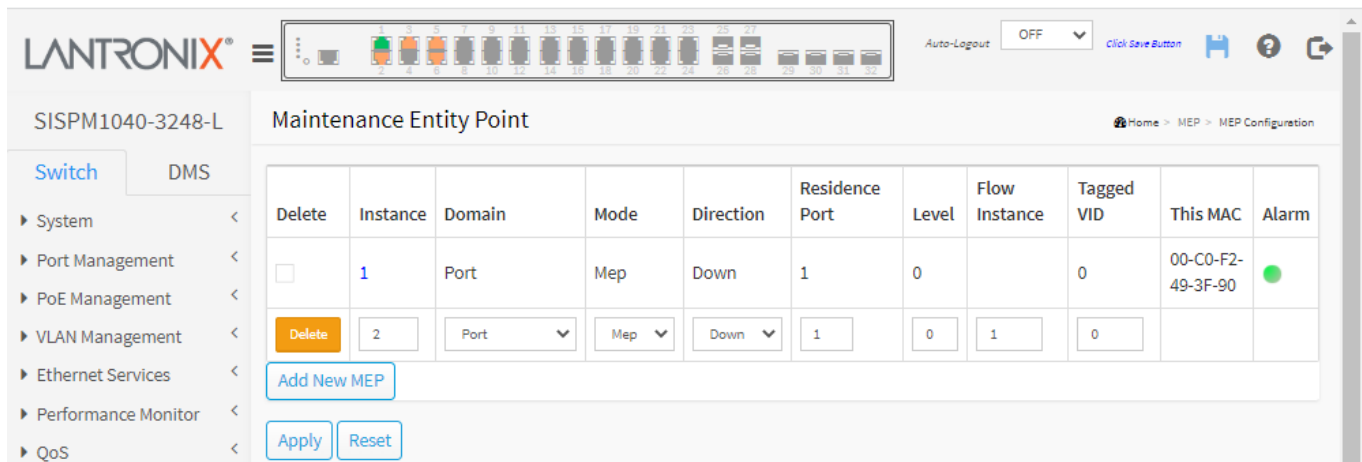 1 3 5 7 9 11 13 15 17 19 21 23 25 27
LANTRONIX®
Auto-Logout OFF Click Save Button
2 4 6 8 10 12 14 16 18 20 22 24 26 28 29 30 31 32
SISPM1040-3248-L
Maintenance Entity Point
Home > MEP > MEP Configuration
Switch DMS
System
Port Management
PoE Management
VLAN Management
Ethernet Services
Performance Monitor
QoS
Delete Instance Domain Mode Direction Residence Port Level Flow Instance Tagged VID This MAC Alarm
1 Port Mep Down 1 0 0 00-C0-F2-
49-3F-90
Delete 2 Port Mep Down 1 0 1 0
Add New MEP
Apply Reset